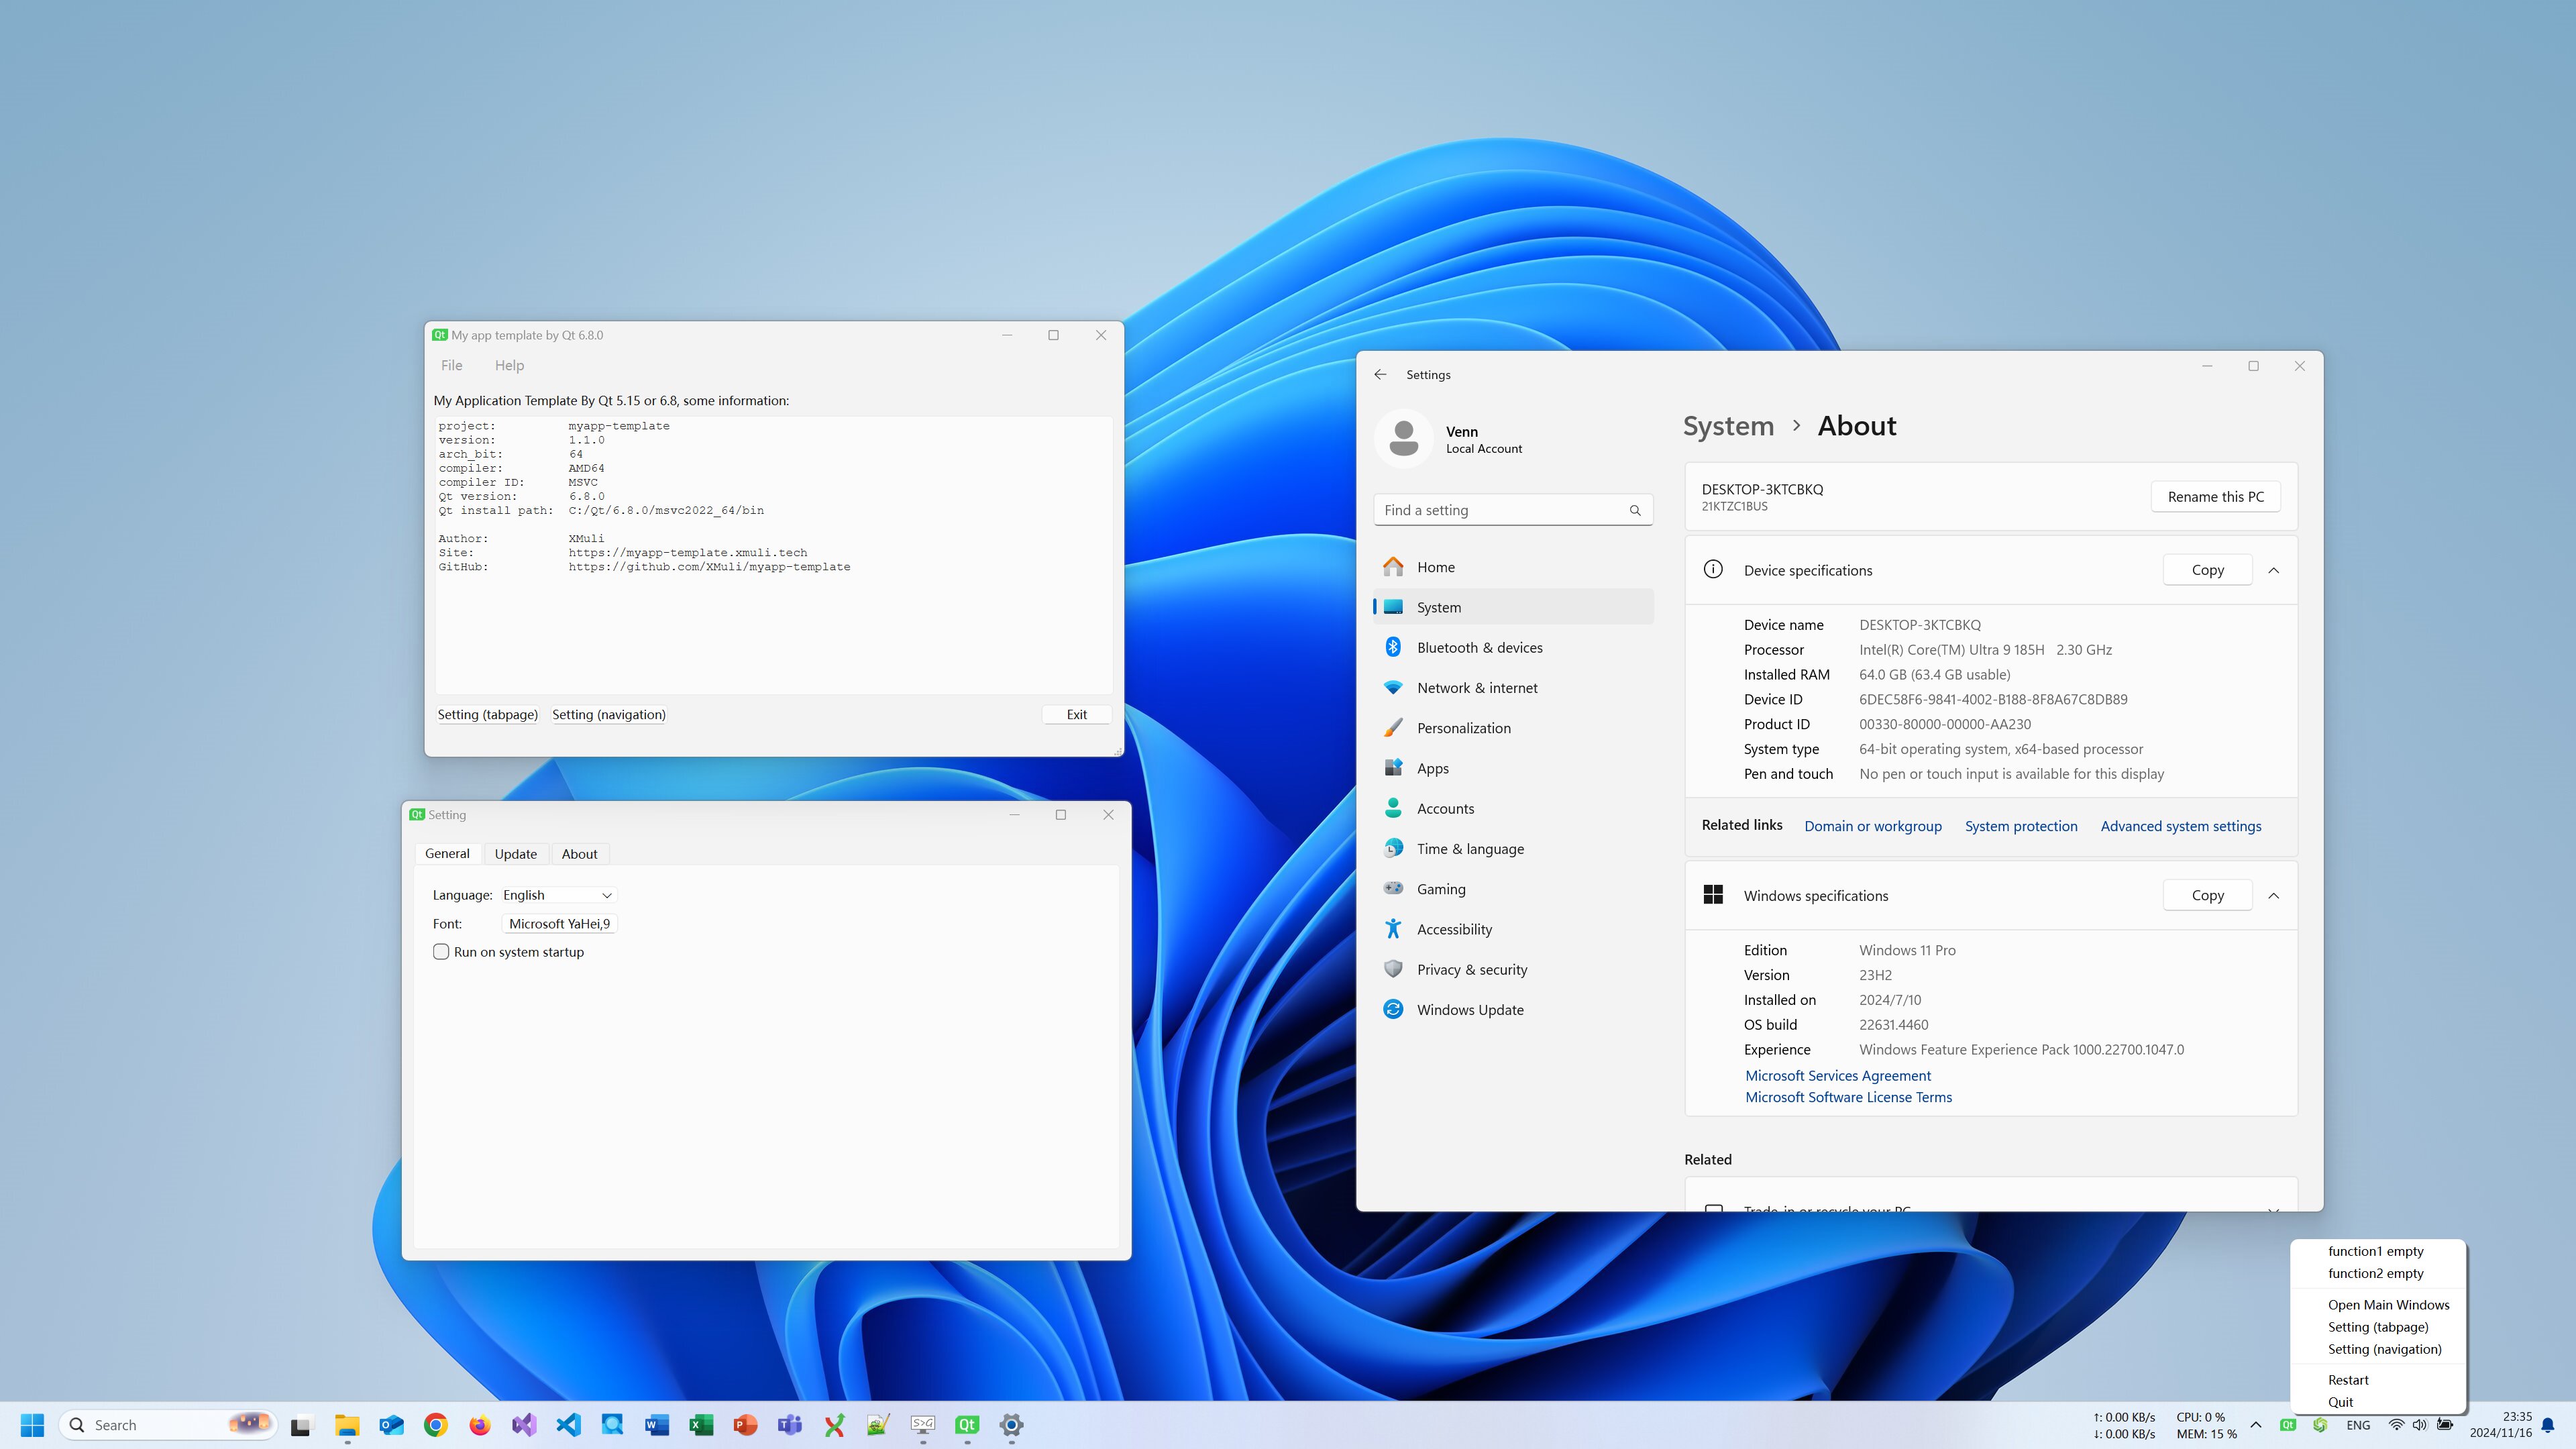 My app template by Qt 6.8.0
File Help
My Application Template By Qt 5.15 or 6.8, some information:
project: myapp-template
version: 1.1.0
arch_bit: 64
compiler: AMD64
compiler ID: MSVC
Qt version: 6.8.0
Qt install path: C:/Qt/6.8.0/msvc2022_64/bin
Author: XMuli
Site: https://myapp-template.xmuli.tech
GitHub: https://github.com/XMuli/myapp-template
Setting (tabpage) Setting (navigation) Exit
Setting
General Update About
Language: English
Font: Microsoft YaHei,9
Run on system startup
Settings
Venn
Local Account
Find a setting
Home
System
Bluetooth & devices
Network & internet
Personalization
Apps
Accounts
Time & language
Gaming
Accessibility
Privacy & security
Windows Update
System > About
DESKTOP-3KTCBKQ
21KTZC1BUS
Rename this PC
Device specifications Copy
Device name DESKTOP-3KTCBKQ
Processor Intel(R) Core(TM) Ultra 9 185H 2.30 GHz
Installed RAM 64.0 GB (63.4 GB usable)
Device ID 6DEC58F6-9841-4002-B188-8F8A67C8DB89
Product ID 00330-80000-00000-AA230
System type 64-bit operating system, x64-based processor
Pen and touch No pen or touch input is available for this display
Related links Domain or workgroup System protection Advanced system settings
Windows specifications Copy
Edition Windows 11 Pro
Version 23H2
Installed on 2024/7/10
OS build 22631.4460
Experience Windows Feature Experience Pack 1000.22700.1047.0
Microsoft Services Agreement
Microsoft Software License Terms
Related
Trade-in or recycle your PC
function1 empty
function2 empty
Open Main Windows
Setting (tabpage)
Setting (navigation)
Restart
Quit
Search
↑: 0.00 KB/s CPU: 0 %
↓: 0.00 KB/s MEM: 15 %
ENG
23:35
2024/11/16